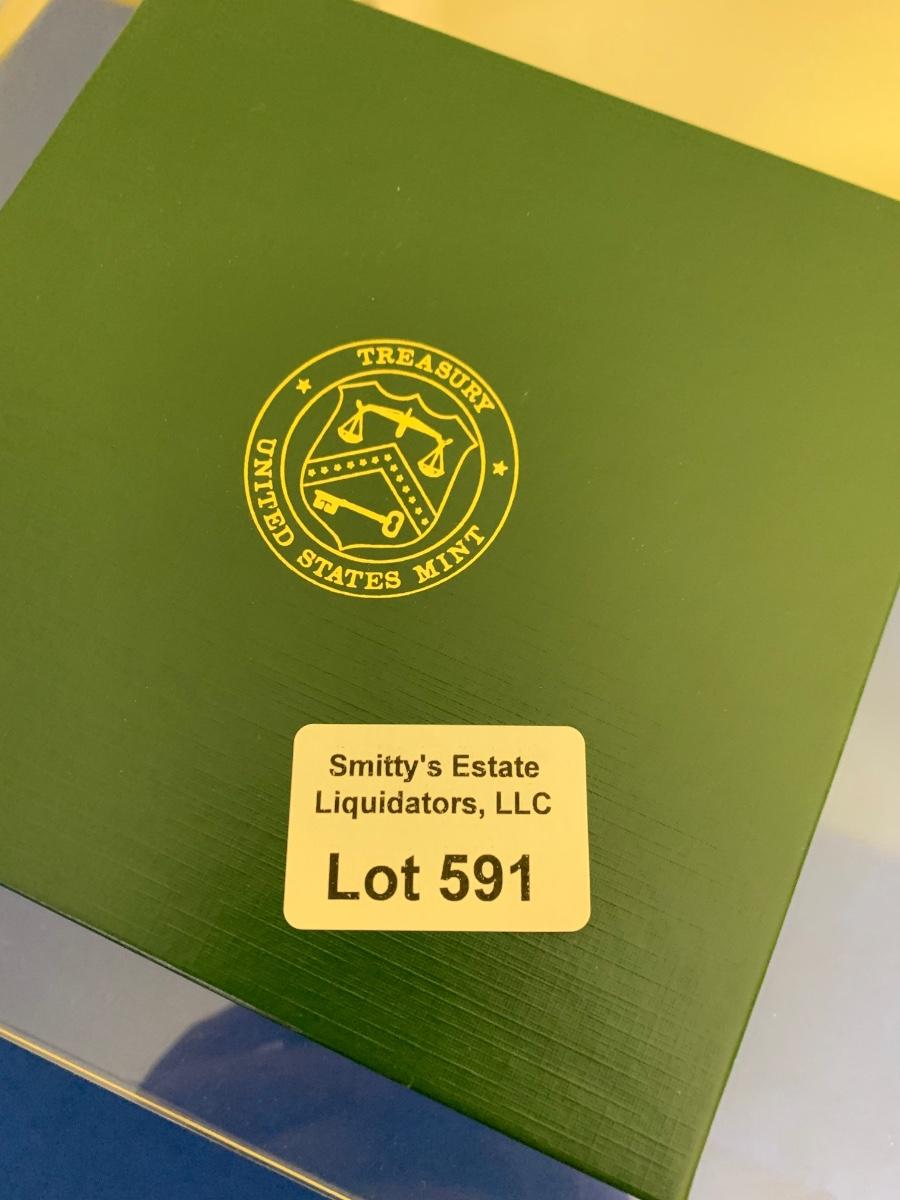 TREASURY
UNITED STATES MINT
Smitty's Estate
Liquidators, LLC
Lot 591